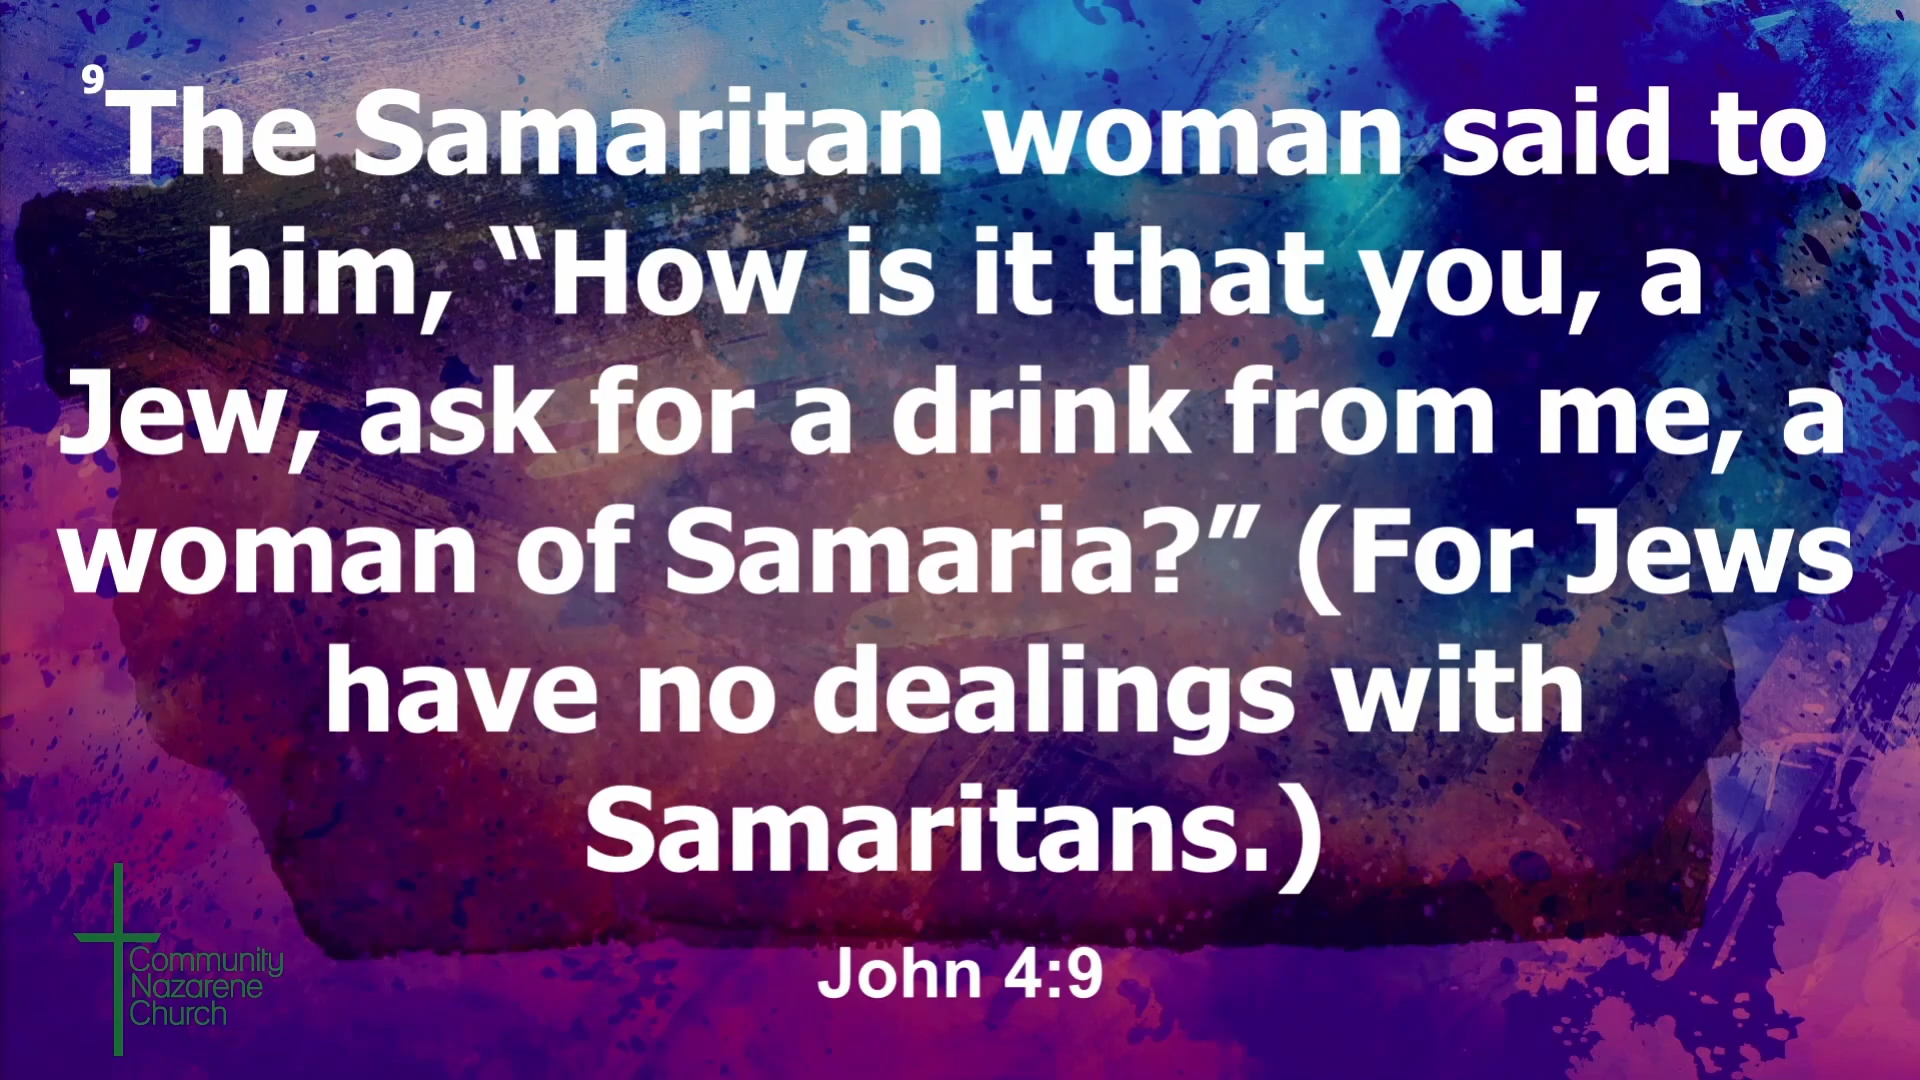 9The Samaritan woman said to
him, “How is it that you, a
Jew, ask for a drink from me, a
woman of Samaria?” (For Jews
have no dealings with
Samaritans.)
John 4:9
Community
Nazarene
Church